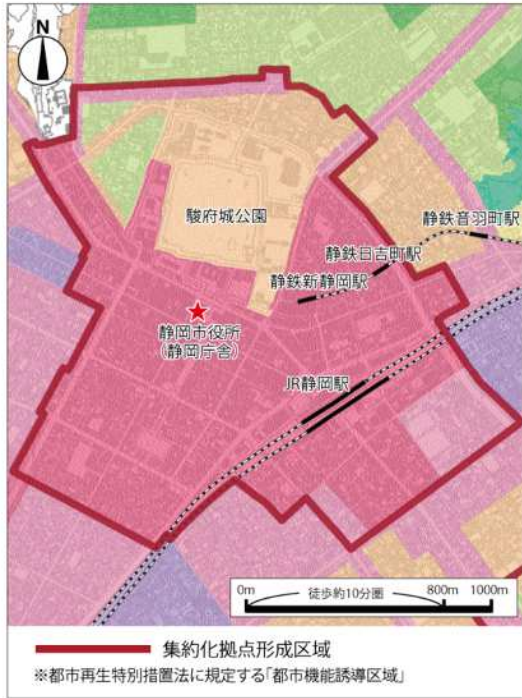 N
駿府城公園
静鉄音羽町駅
静鉄日吉町駅
静鉄新静岡駅
静岡市役所
(静岡庁舎)
JR静岡駅
0m 徒歩約10分圏 800m 1000m
集約化拠点形成区域
※都市再生特別措置法に規定する「都市機能誘導区域」